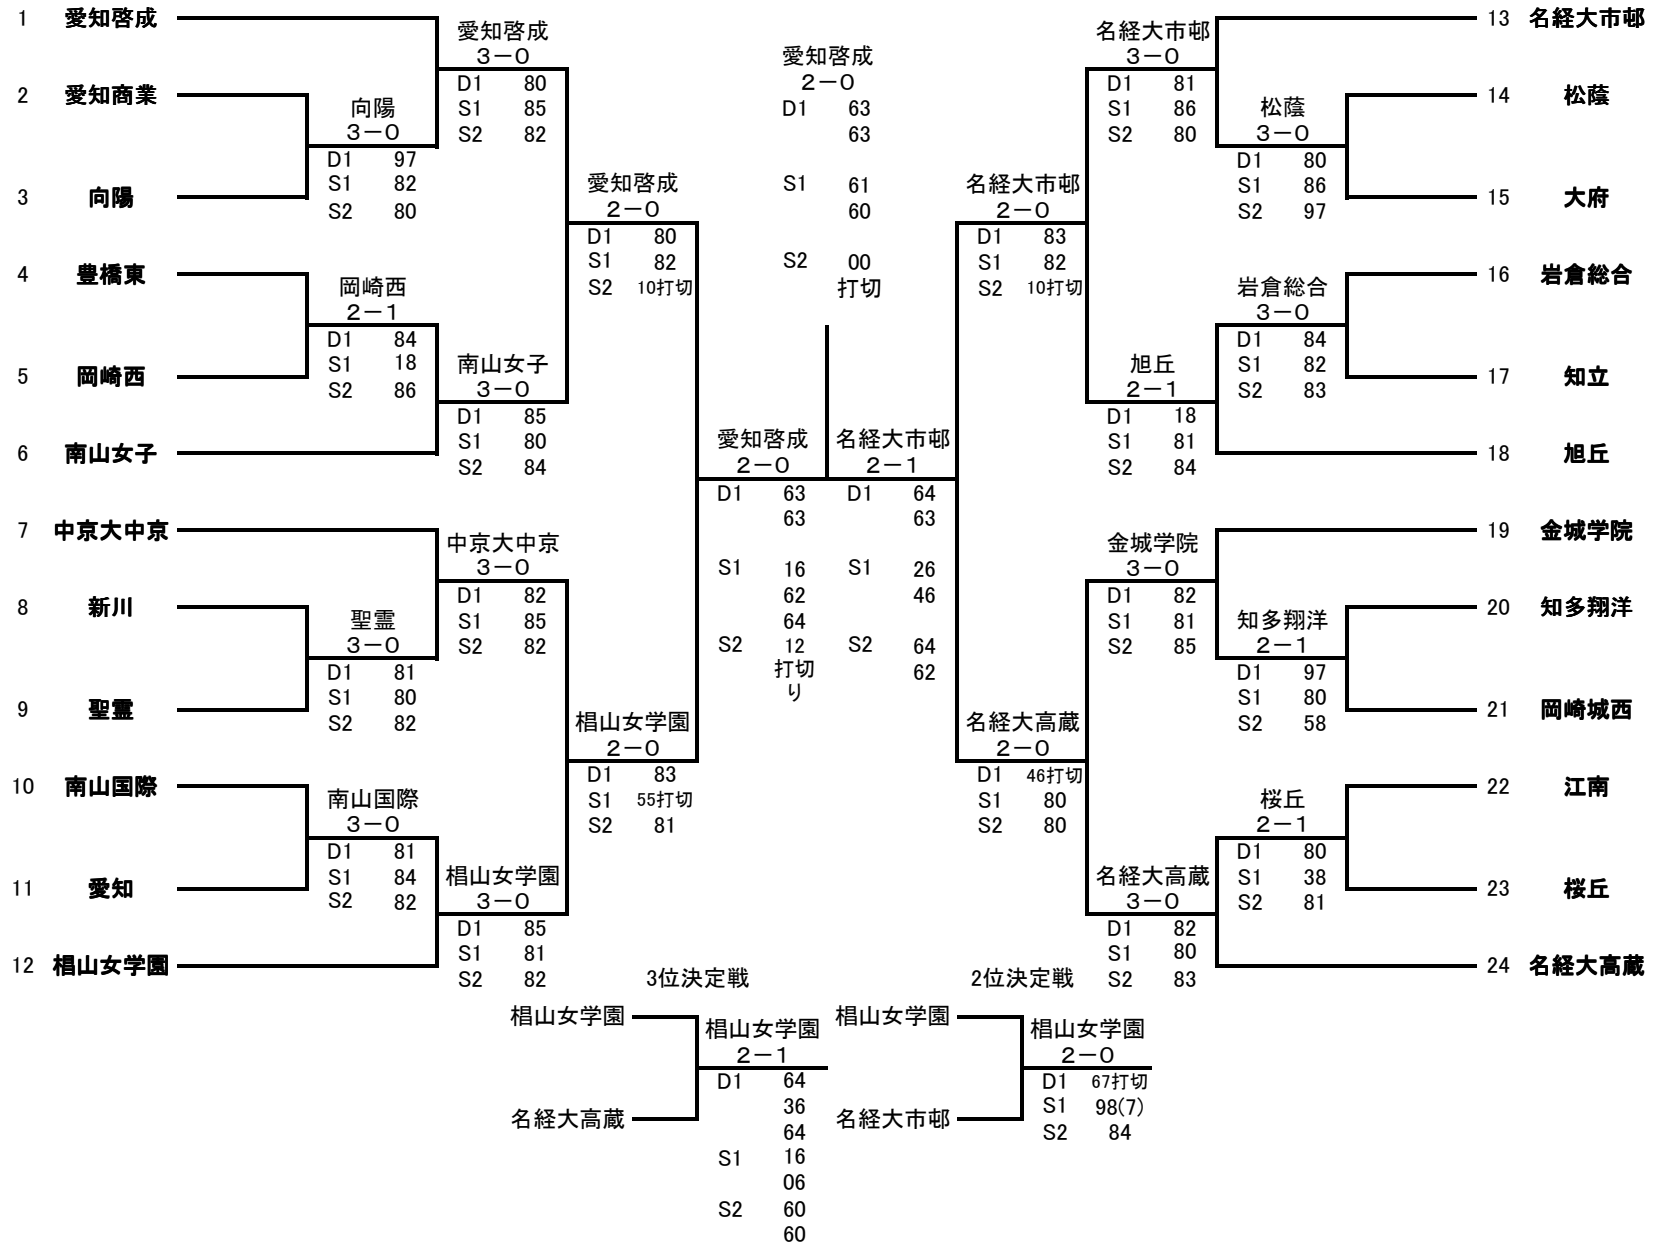 1 愛知啓成
2 愛知商業
3 向陽
4 豊橋東
5 岡崎西
6 南山女子
7 中京大中京
8 新川
9 聖霊
10 南山国際
11 愛知
12 椙山女学園
向陽
3－0
D1 97
S1 82
S2 80
岡崎西
2－1
D1 84
S1 18
S2 86
聖霊
3－0
D1 81
S1 80
S2 82
南山国際
3－0
D1 81
S1 84
S2 82
愛知啓成
3－0
D1 80
S1 85
S2 82
南山女子
3－0
D1 85
S1 80
S2 84
中京大中京
3－0
D1 82
S1 85
S2 82
椙山女学園
3－0
D1 85
S1 81
S2 82
愛知啓成
2－0
D1 80
S1 82
S2 10打切
椙山女学園
2－0
D1 83
S1 55打切
S2 81
愛知啓成
2－0
D1 63
63
S1 16
62
64
S2 12
打切
り
愛知啓成
2－0
D1 63
63
S1 61
60
S2 00
打切
名経大市邨
2－1
D1 64
63
S1 26
46
S2 64
62
名経大市邨
2－0
D1 83
S1 82
S2 10打切
名経大高蔵
2－0
D1 46打切
S1 80
S2 80
名経大市邨
3－0
D1 81
S1 86
S2 80
旭丘
2－1
D1 18
S1 81
S2 84
金城学院
3－0
D1 82
S1 81
S2 85
名経大高蔵
3－0
D1 82
S1 80
S2 83
松蔭
3－0
D1 80
S1 86
S2 97
岩倉総合
3－0
D1 84
S1 82
S2 83
知多翔洋
2－1
D1 97
S1 80
S2 58
桜丘
2－1
D1 80
S1 38
S2 81
13 名経大市邨
14 松蔭
15 大府
16 岩倉総合
17 知立
18 旭丘
19 金城学院
20 知多翔洋
21 岡崎城西
22 江南
23 桜丘
24 名経大高蔵
3位決定戦
椙山女学園
名経大高蔵
椙山女学園
2－1
D1 64
36
64
S1 16
06
S2 60
60
2位決定戦
椙山女学園
名経大市邨
椙山女学園
2－0
D1 67打切
S1 98(7)
S2 84